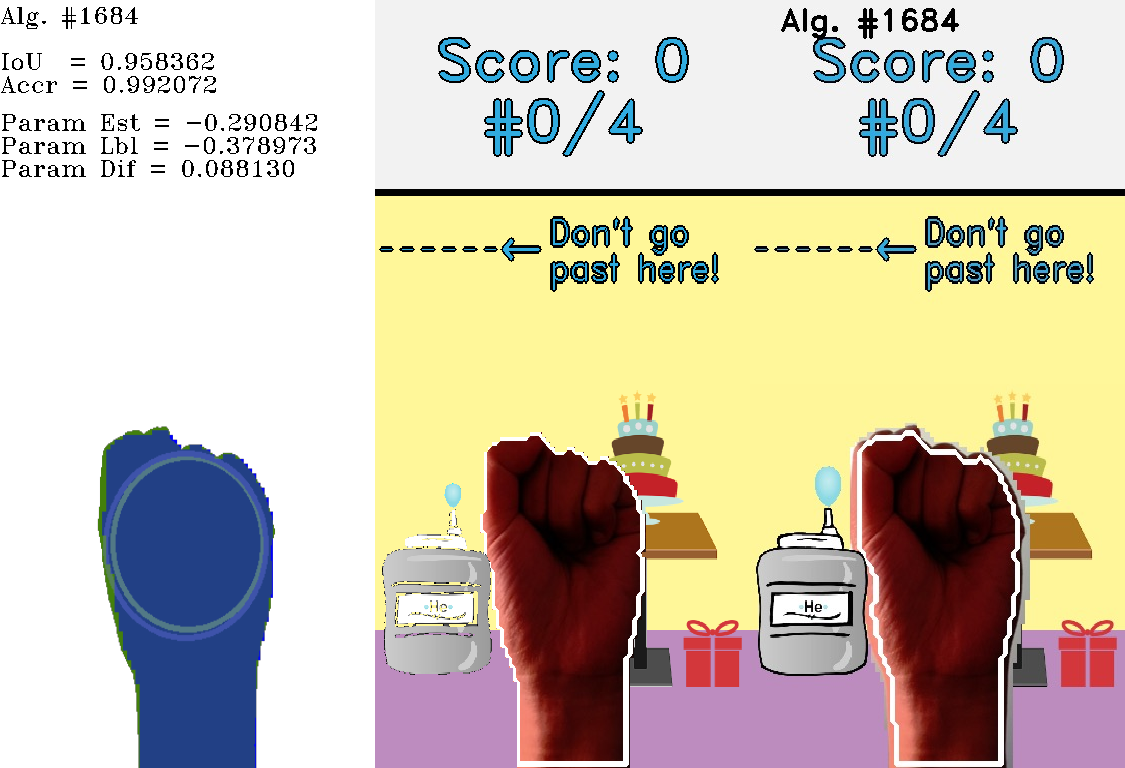 Alg. #1684
IoU = 0.958362
Accr = 0.992072
Param Est = -0.290842
Param Lbl = -0.378973
Param Dif = 0.088130
Score: 0
#0/4
Don't go
past here!
He
Alg. #1684
Score: 0
#0/4
Don't go
past here!
He